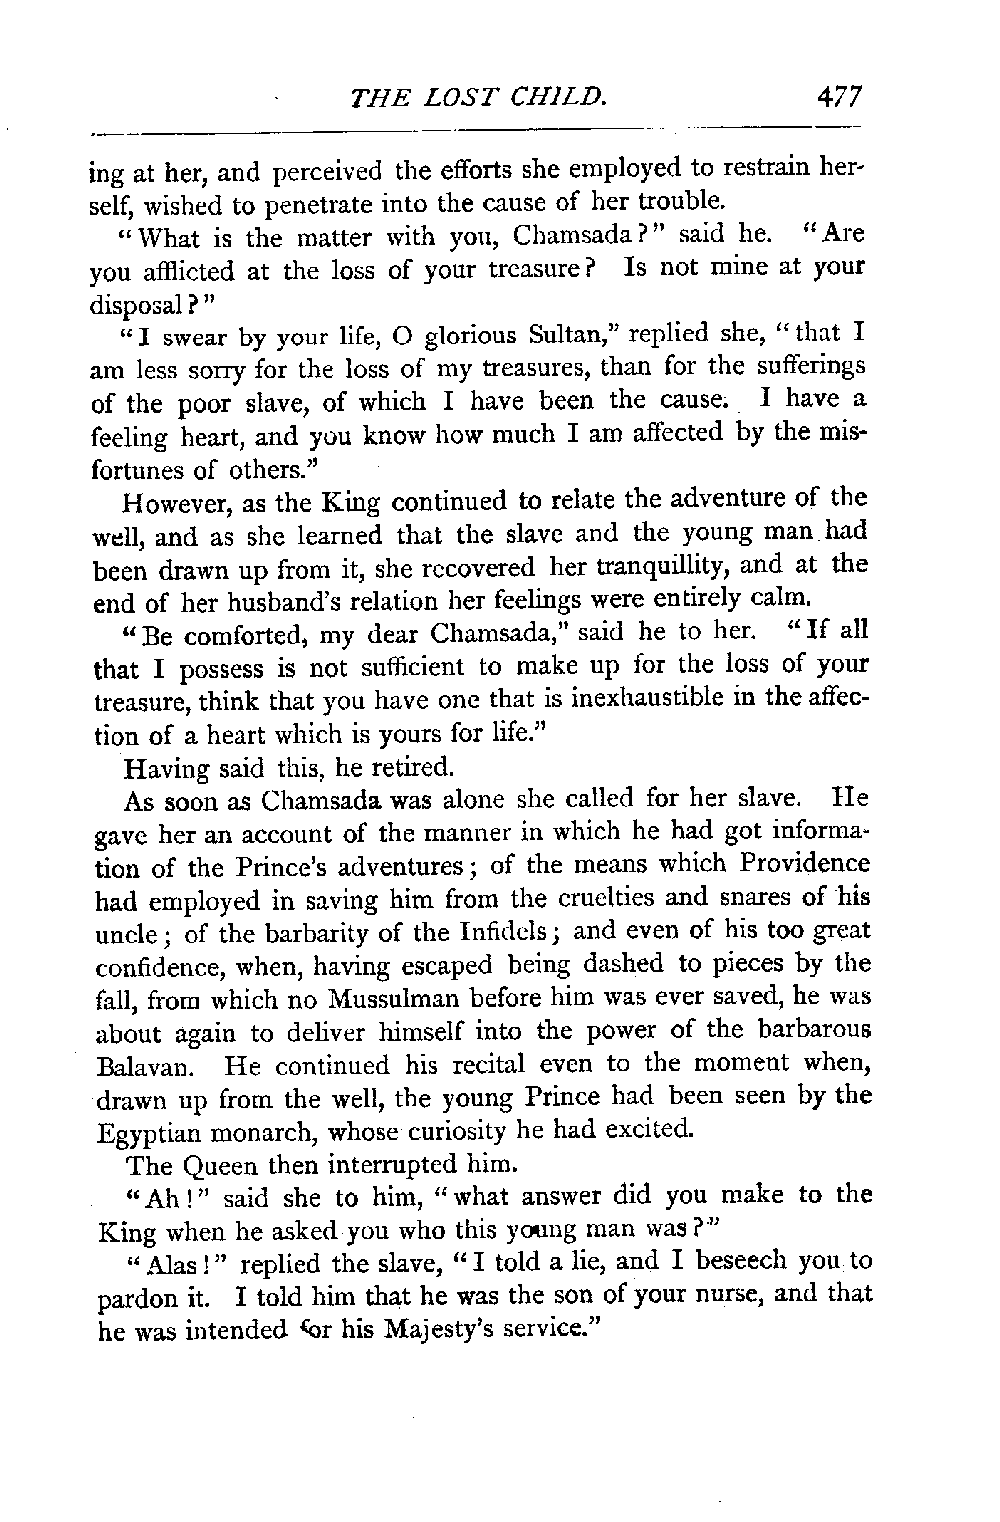 THE LOST CHILD. 477
ing at her, and perceived the efforts she employed to restrain her-
self, wished to penetrate into the cause of her trouble.
"What is the matter with you, Chamsada?" said he. "Are
you afflicted at the loss of your treasure? Is not mine at your
disposal?"
"I swear by your life, O glorious Sultan," replied she, "that I
am less sorry for the loss of my treasures, than for the sufferings
of the poor slave, of which I have been the cause. I have a
feeling heart, and you know how much I am affected by the mis-
fortunes of others."
However, as the King continued to relate the adventure of the
well, and as she learned that the slave and the young man had
been drawn up from it, she recovered her tranquillity, and at the
end of her husband's relation her feelings were entirely calm.
"Be comforted, my dear Chamsada," said he to her. "If all
that I possess is not sufficient to make up for the loss of your
treasure, think that you have one that is inexhaustible in the affec-
tion of a heart which is yours for life."
Having said this, he retired.
As soon as Chamsada was alone she called for her slave. He
gave her an account of the manner in which he had got informa-
tion of the Prince's adventures; of the means which Providence
had employed in saving him from the cruelties and snares of his
uncle; of the barbarity of the Infidels; and even of his too great
confidence, when, having escaped being dashed to pieces by the
fall, from which no Mussulman before him was ever saved, he was
about again to deliver himself into the power of the barbarous
Balavan. He continued his recital even to the moment when,
drawn up from the well, the young Prince had been seen by the
Egyptian monarch, whose curiosity he had excited.
The Queen then interrupted him.
"Ah!" said she to him, "what answer did you make to the
King when he asked you who this young man was?"
"Alas!" replied the slave, "I told a lie, and I beseech you to
pardon it. I told him that he was the son of your nurse, and that
he was intended for his Majesty's service."